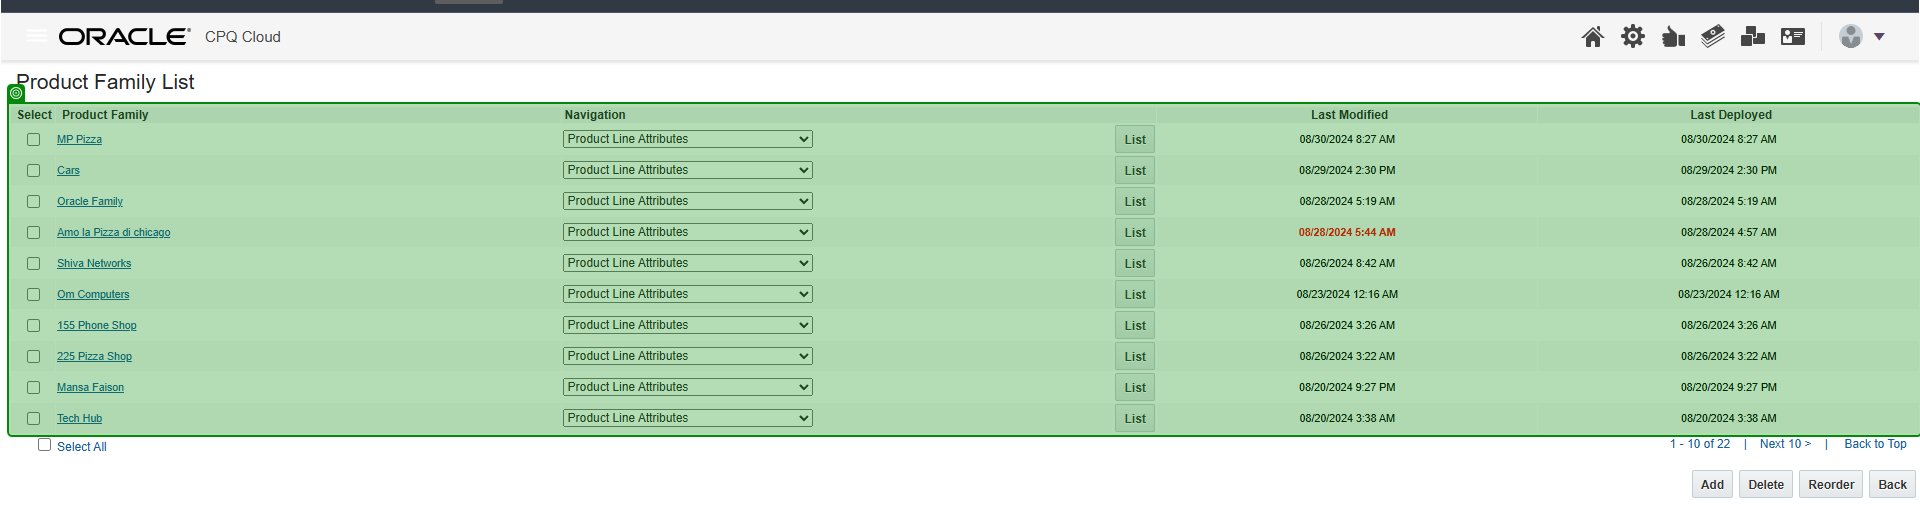 ORACLE CPQ Cloud
Product Family List
Select Product Family Navigation Last Modified Last Deployed
MP Pizza Product Line Attributes List 08/30/2024 8:27 AM 08/30/2024 8:27 AM
Cars Product Line Attributes List 08/29/2024 2:30 PM 08/29/2024 2:30 PM
Oracle Family Product Line Attributes List 08/28/2024 5:19 AM 08/28/2024 5:19 AM
Amo la Pizza di chicago Product Line Attributes List 08/28/2024 5:44 AM 08/28/2024 4:57 AM
Shiva Networks Product Line Attributes List 08/26/2024 8:42 AM 08/26/2024 8:42 AM
Om Computers Product Line Attributes List 08/23/2024 12:16 AM 08/23/2024 12:16 AM
155 Phone Shop Product Line Attributes List 08/26/2024 3:26 AM 08/26/2024 3:26 AM
225 Pizza Shop Product Line Attributes List 08/26/2024 3:22 AM 08/26/2024 3:22 AM
Mansa Faison Product Line Attributes List 08/20/2024 9:27 PM 08/20/2024 9:27 PM
Tech Hub Product Line Attributes List 08/20/2024 3:38 AM 08/20/2024 3:38 AM
Select All 1 - 10 of 22 | Next 10 > | Back to Top
Add Delete Reorder Back